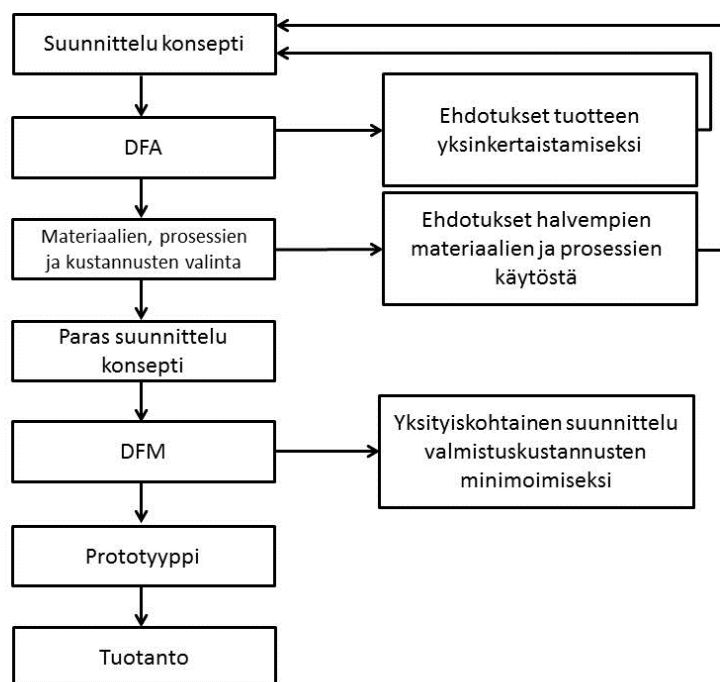 Suunnittelu konsepti
DFA
Ehdotukset tuotteen
yksinkertaistamiseksi
Materiaalien, prosessien
ja kustannusten valinta
Ehdotukset halvempien
materiaalien ja prosessien
käytöstä
Paras suunnittelu
konsepti
DFM
Yksityiskohtainen suunnittelu
valmistuskustannusten
minimoimiseksi
Prototyyppi
Tuotanto